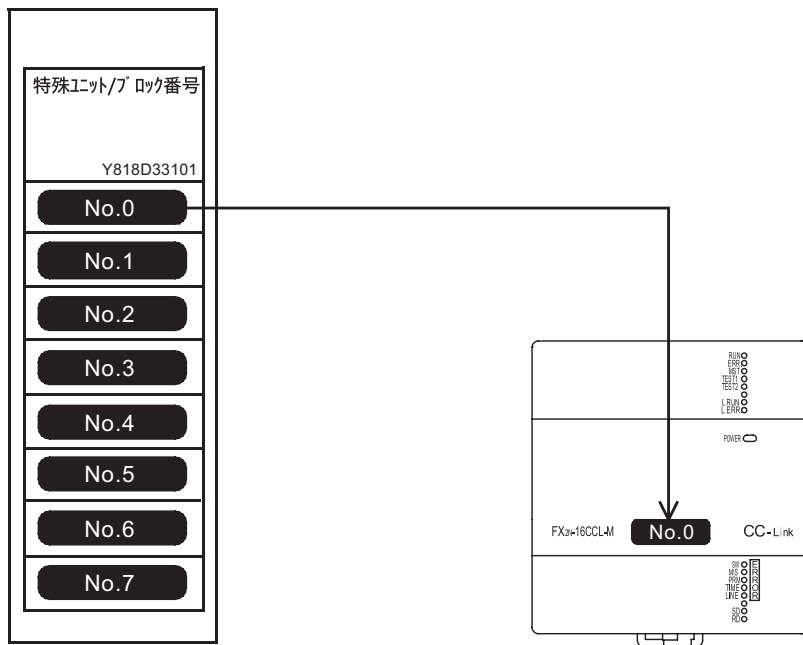 特殊ユニット/ブロック番号
Y818D33101
No.0
No.1
No.2
No.3
No.4
No.5
No.6
No.7
RUN
ERR
MST
TEST1
TEST2
L RUN
L ERR
POWER
FX2N-16CCL-M
No.0
CC-Link
SW
M/S
PRM
TIME
LINE
ERROR
SD
RD